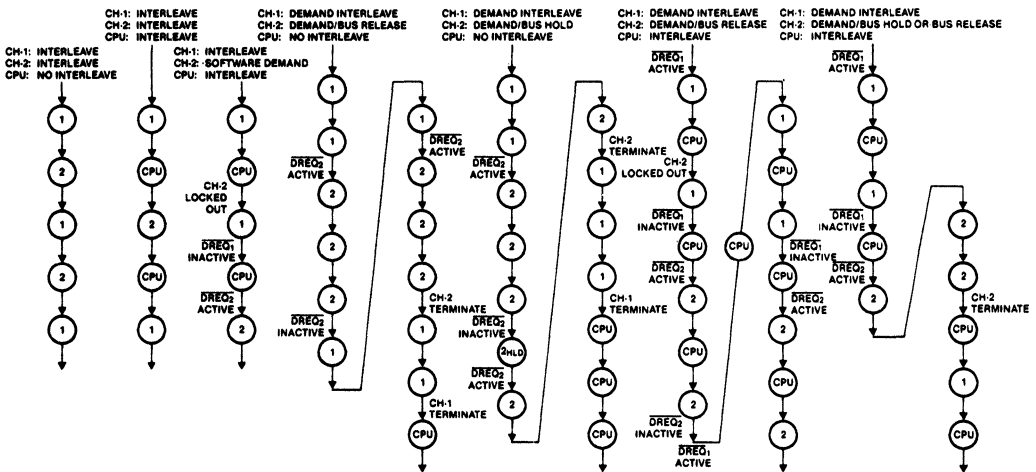 CH-1: INTERLEAVE
CH-2: INTERLEAVE
CPU: NO INTERLEAVE
1
2
1
2
1
CH-1: INTERLEAVE
CH-2: INTERLEAVE
CPU: INTERLEAVE
1
CPU
2
CPU
1
CH-1: INTERLEAVE
CH-2: SOFTWARE DEMAND
CPU: INTERLEAVE
1
CPU
CH-2
LOCKED
OUT
1
DREQ1
INACTIVE
CPU
DREQ2
ACTIVE
2
CH-1: DEMAND INTERLEAVE
CH-2: DEMAND/BUS RELEASE
CPU: NO INTERLEAVE
1
1
DREQ2
ACTIVE
2
2
2
DREQ2
INACTIVE
1
1
DREQ2
ACTIVE
2
2
2
CH-2
TERMINATE
1
1
CH-1
TERMINATE
CPU
CH-1: DEMAND INTERLEAVE
CH-2: DEMAND/BUS HOLD
CPU: NO INTERLEAVE
1
1
DREQ2
ACTIVE
2
2
2
DREQ2
INACTIVE
2HLD
DREQ2
ACTIVE
2
2
CH-2
TERMINATE
1
1
1
CH-1
TERMINATE
CPU
CPU
CPU
CH-1: DEMAND INTERLEAVE
CH-2: DEMAND/BUS RELEASE
CPU: INTERLEAVE
DREQ1
ACTIVE
1
CPU
CH-2
LOCKED OUT
1
DREQ1
INACTIVE
CPU
DREQ2
ACTIVE
2
CPU
2
DREQ2
INACTIVE
DREQ1
ACTIVE
CPU
1
CPU
1
DREQ1
INACTIVE
CPU
DREQ2
ACTIVE
2
CPU
2
CH-1: DEMAND INTERLEAVE
CH-2: DEMAND/BUS HOLD OR BUS RELEASE
CPU: INTERLEAVE
DREQ1
ACTIVE
1
CPU
1
DREQ1
INACTIVE
CPU
DREQ2
ACTIVE
2
2
2
CH-2
TERMINATE
CPU
1
CPU